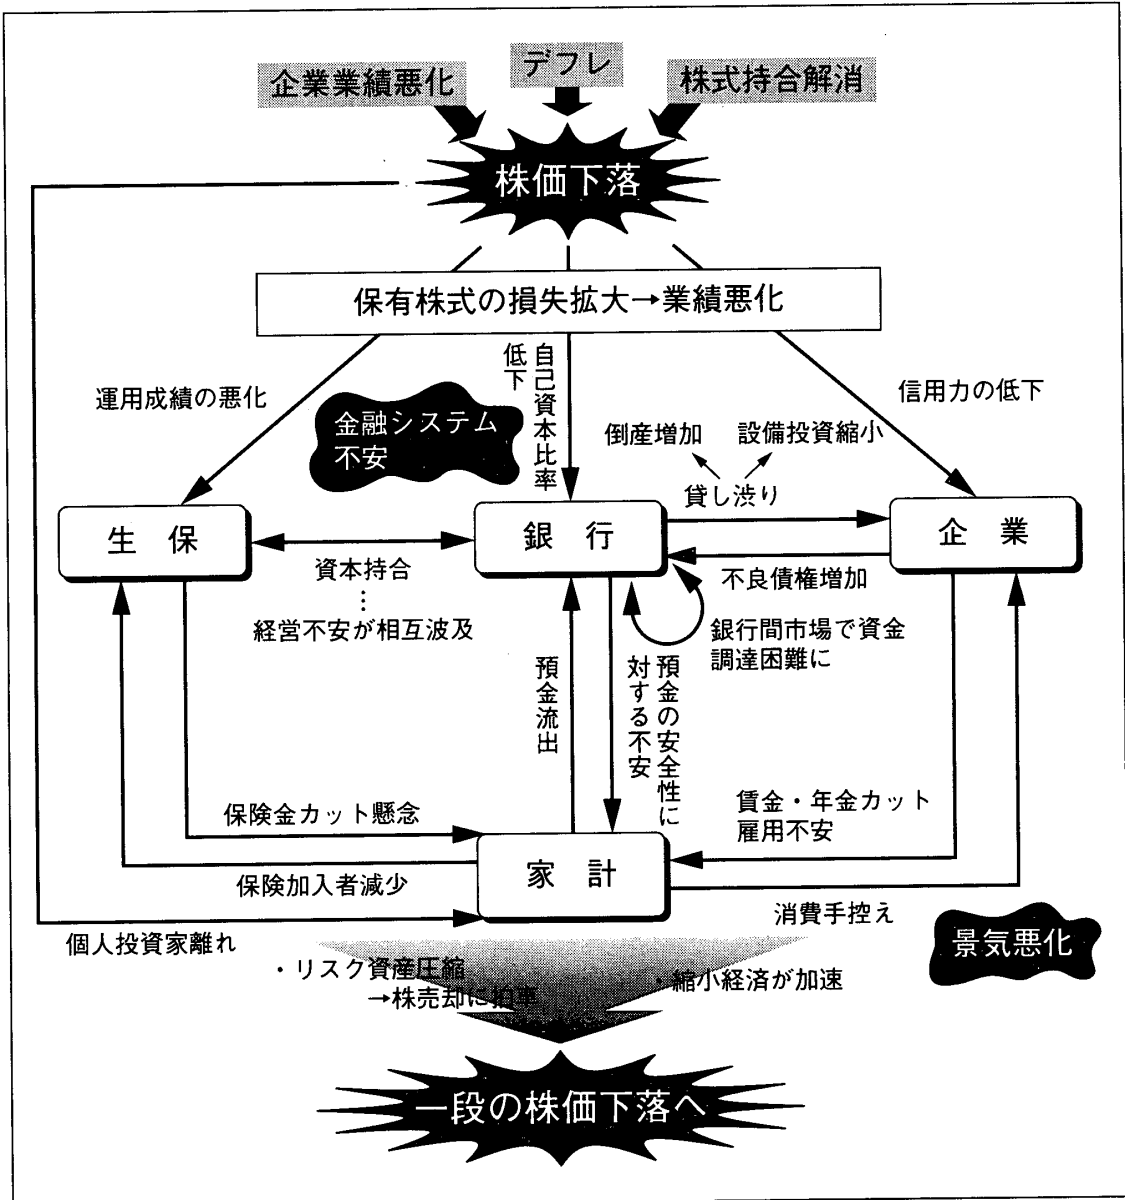 デフレ
企業業績悪化
株式持合解消
株価下落
保有株式の損失拡大→業績悪化
運用成績の悪化
自己資本比率
低下
信用力の低下
金融システム
不安
倒産増加
設備投資縮小
貸し渋り
生 保
銀 行
企 業
資本持合
⋮
経営不安が相互波及
不良債権増加
銀行間市場で資金
調達困難に
預金流出
預金の安全性に
対する不安
保険金カット懸念
賃金・年金カット
雇用不安
家 計
保険加入者減少
消費手控え
個人投資家離れ
景気悪化
・リスク資産圧縮
→株売却に拍車
・縮小経済が加速
一段の株価下落へ